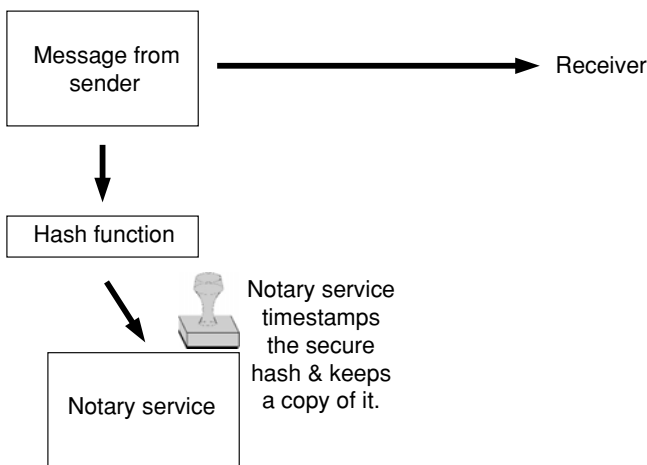 Message from
sender
Receiver
Hash function
Notary service
timestamps
the secure
hash & keeps
a copy of it.
Notary service